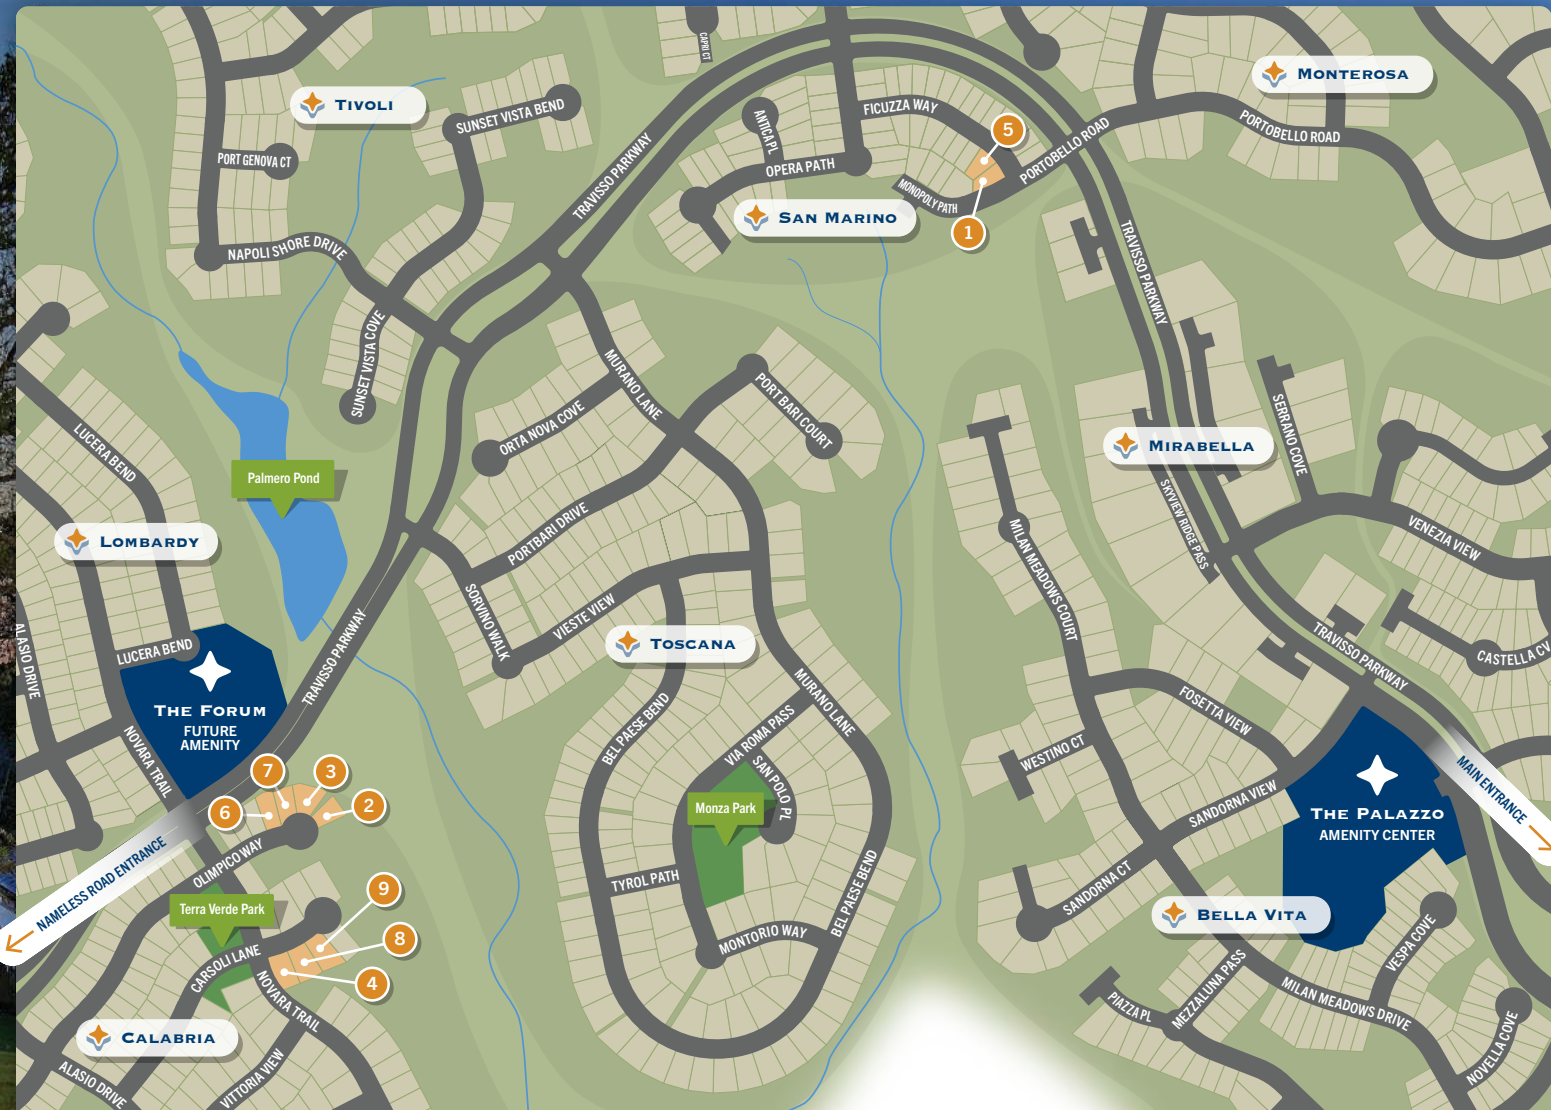 CAPRI CT
MONTEROSA
TIVOLI
SUNSET VISTA BEND
FICUZZA WAY
ANTICA PL
5
PORTOBELLO ROAD
PORTOBELLO ROAD
PORT GENOVA CT
TRAVISSO PARKWAY
OPERA PATH
MONOPOLY PATH
SAN MARINO
1
NAPOLI SHORE DRIVE
TRAVISSO PARKWAY
SUNSET VISTA COVE
MURANO LANE
PORT BARI COURT
ORTA NOVA COVE
SERRANO COVE
MIRABELLA
LUCERA BEND
Palmero Pond
SKYVIEW RIDGE PASS
LOMBARDY
PORTBARI DRIVE
VENEZIA VIEW
MILAN MEADOWS COURT
SORVINO WALK
VIESTE VIEW
TOSCANA
LUCERA BEND
ALASIO DRIVE
TRAVISSO PARKWAY
TRAVISSO PARKWAY
CASTELLA CV
THE FORUM
FUTURE
AMENITY
NOVARA TRAIL
BEL PAESE BEND
MURANO LANE
VIA ROMA PASS
SAN POLO PL
FOSETTA VIEW
WESTINO CT
SANDORNA VIEW
MAIN ENTRANCE
7
3
6
2
Monza Park
THE PALAZZO
AMENITY CENTER
NAMELESS ROAD ENTRANCE
OLIMPICO WAY
TYROL PATH
BEL PAESE BEND
SANDORNA CT
9
Terra Verde Park
8
BELLA VITA
MONTORIO WAY
VESPA COVE
CARSOLI LANE
4
NOVARA TRAIL
MEZZALUNA PASS
PIAZZA PL
MILAN MEADOWS DRIVE
CALABRIA
NOVELLA COVE
ALASIO DRIVE
VITTORIA VIEW